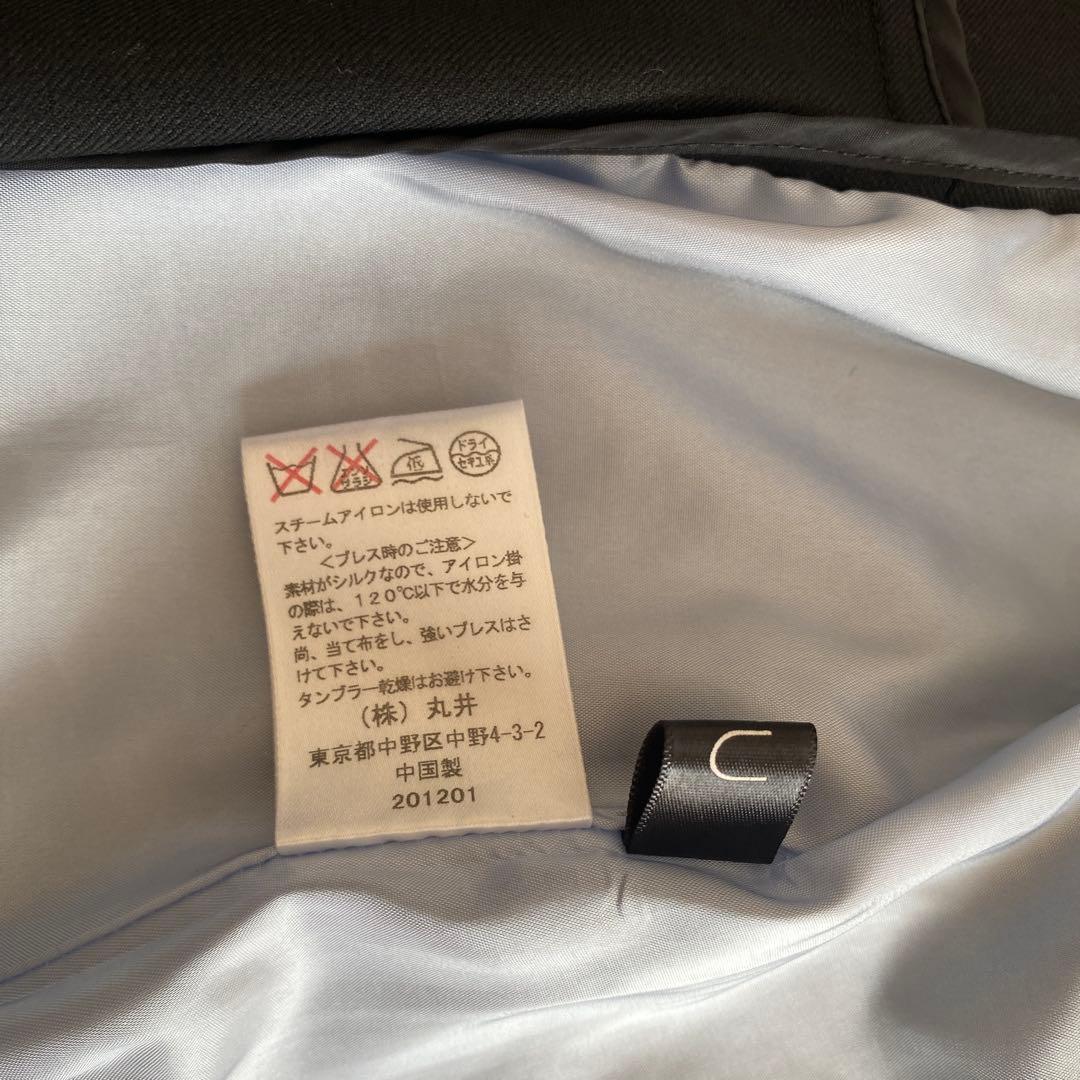 エンソ
サラシ
低
ドライ
セキユ系
スチームアイロンは使用しないで
下さい。
<プレス時のご注意>
素材がシルクなので、アイロン掛
の際は、120℃以下で水分を与
えないで下さい。
尚、当て布をし、強いプレスはさ
けて下さい。
タンブラー乾燥はお避け下さい。
(株) 丸井
東京都中野区中野4-3-2
中国製
201201